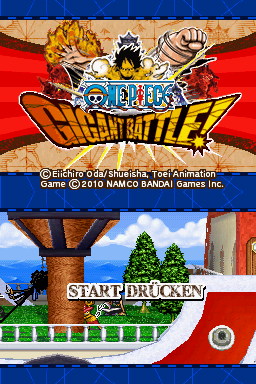 ONE PIECE
GIGANT BATTLE!
©Eiichiro Oda/Shueisha, Toei Animation
Game ©2010 NAMCO BANDAI Games Inc.
START DRÜCKEN